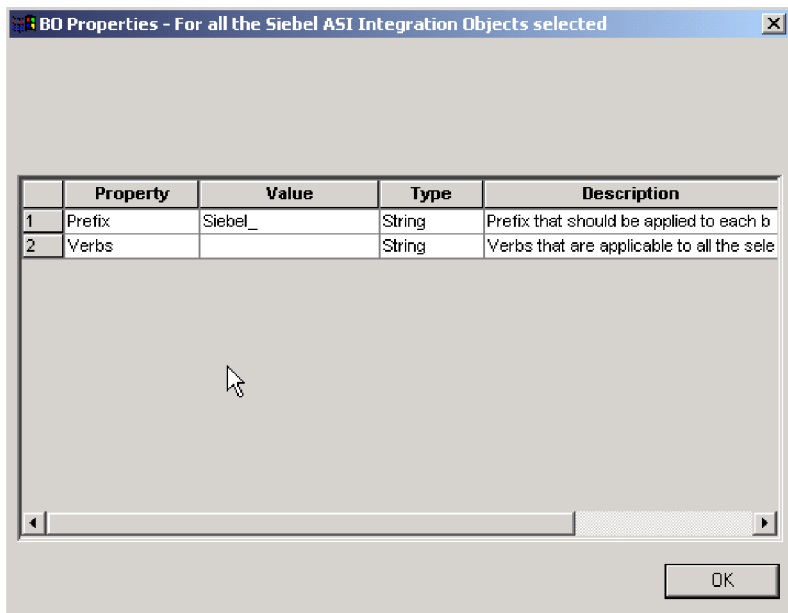 BO Properties - For all the Siebel ASI Integration Objects selected
Property Value Type Description
1 Prefix Siebel_ String Prefix that should be applied to each b
2 Verbs String Verbs that are applicable to all the sele
OK